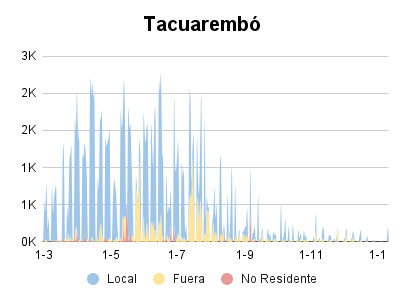 Tacuarembó
3K
2K
2K
1K
1K
0K
1-3 1-5 1-7 1-9 1-11 1-1
Local Fuera No Residente